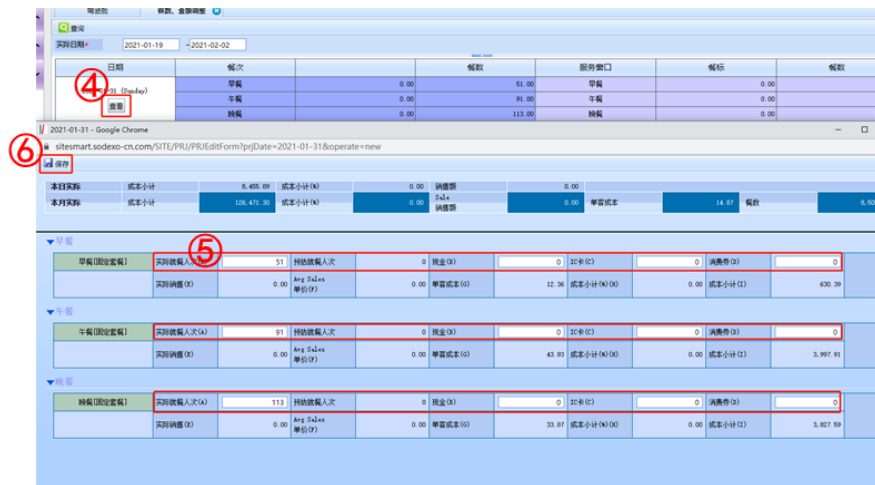 驾驶舱 餐数、金额调整
查询
实际日期* 2021-01-19 ~ 2021-02-02
日期 餐次 餐数 服务窗口 餐标 餐数
④ 2021-01-31 (Sunday) 早餐 0.00 51.00 早餐 0.00
查看 午餐 0.00 91.00 午餐 0.00
晚餐 0.00 113.00 晚餐 0.00
2021-01-31 - Google Chrome
⑥ sitesmart.sodexo-cn.com/SITE/PRJ/PRJEditForm?prjDate=2021-01-31&operate=new
保存
本日实际 成本小计 8,455.89 成本小计(%) 0.00 销售额 0.00
本月实际 成本小计 126,471.30 成本小计(%) 0.00 Sale 销售额 0.00 单客成本 14.87 餐数 8,50
▼早餐
⑤
早餐[固定套餐] 实际就餐人次(A) 51 预估就餐人次 0 现金(B) 0 IC卡(C) 0 消费券(D) 0
实际销售(E) 0.00 Avg Sales 单价(F) 0.00 单客成本(G) 12.36 成本小计(%)(H) 0.00 成本小计(I) 630.39
▼午餐
午餐[固定套餐] 实际就餐人次(A) 91 预估就餐人次 0 现金(B) 0 IC卡(C) 0 消费券(D) 0
实际销售(E) 0.00 Avg Sales 单价(F) 0.00 单客成本(G) 43.93 成本小计(%)(H) 0.00 成本小计(I) 3,997.91
▼晚餐
晚餐[固定套餐] 实际就餐人次(A) 113 预估就餐人次 0 现金(B) 0 IC卡(C) 0 消费券(D) 0
实际销售(E) 0.00 Avg Sales 单价(F) 0.00 单客成本(G) 33.87 成本小计(%)(H) 0.00 成本小计(I) 3,827.59